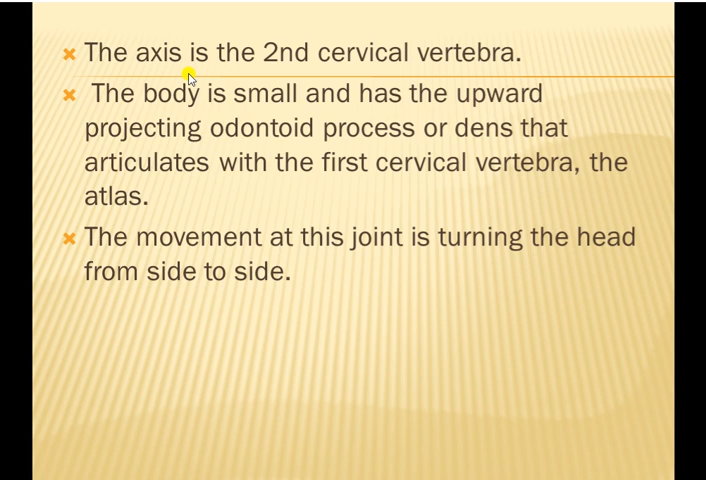 The axis is the 2nd cervical vertebra.
The body is small and has the upward
projecting odontoid process or dens that
articulates with the first cervical vertebra, the
atlas.
The movement at this joint is turning the head
from side to side.